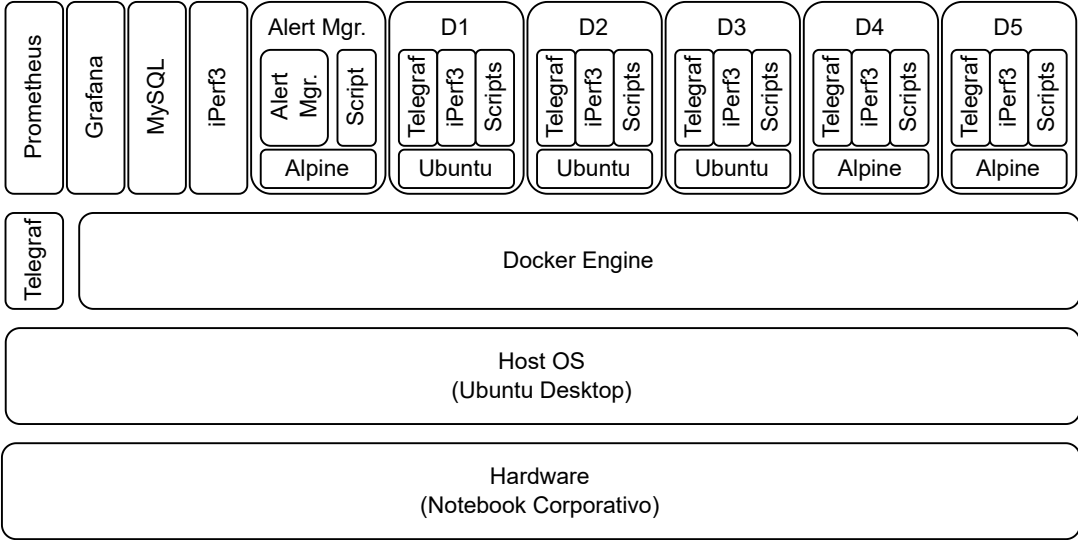 Prometheus
Grafana
MySQL
iPerf3
Alert Mgr.
Alert
Mgr.
Script
Alpine
D1
Telegraf
iPerf3
Scripts
Ubuntu
D2
Telegraf
iPerf3
Scripts
Ubuntu
D3
Telegraf
iPerf3
Scripts
Ubuntu
D4
Telegraf
iPerf3
Scripts
Alpine
D5
Telegraf
iPerf3
Scripts
Alpine
Telegraf
Docker Engine
Host OS
(Ubuntu Desktop)
Hardware
(Notebook Corporativo)